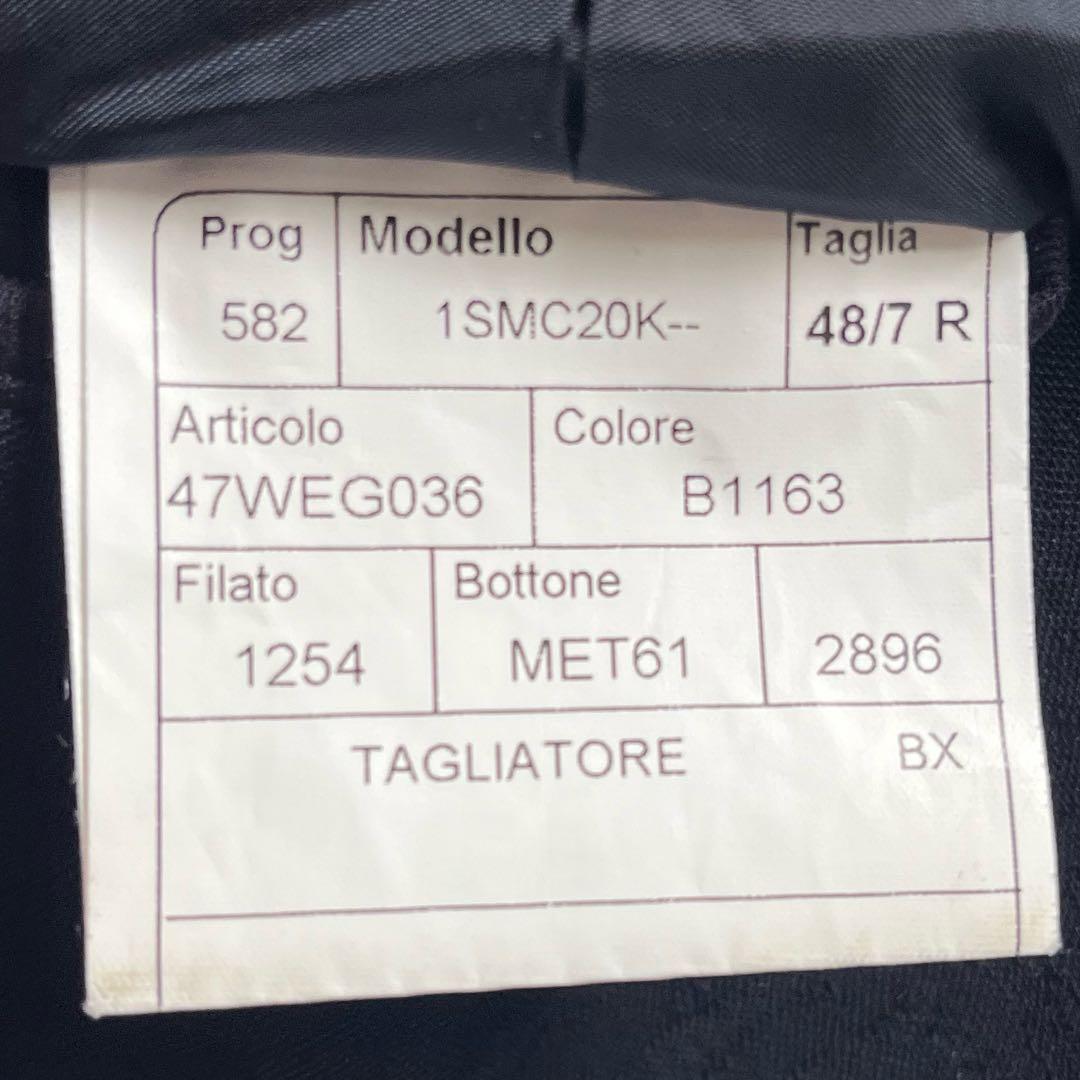 Prog Modello Taglia
582 1SMC20K-- 48/7 R
Articolo Colore
47WEG036 B1163
Filato Bottone
1254 MET61 2896
TAGLIATORE BX